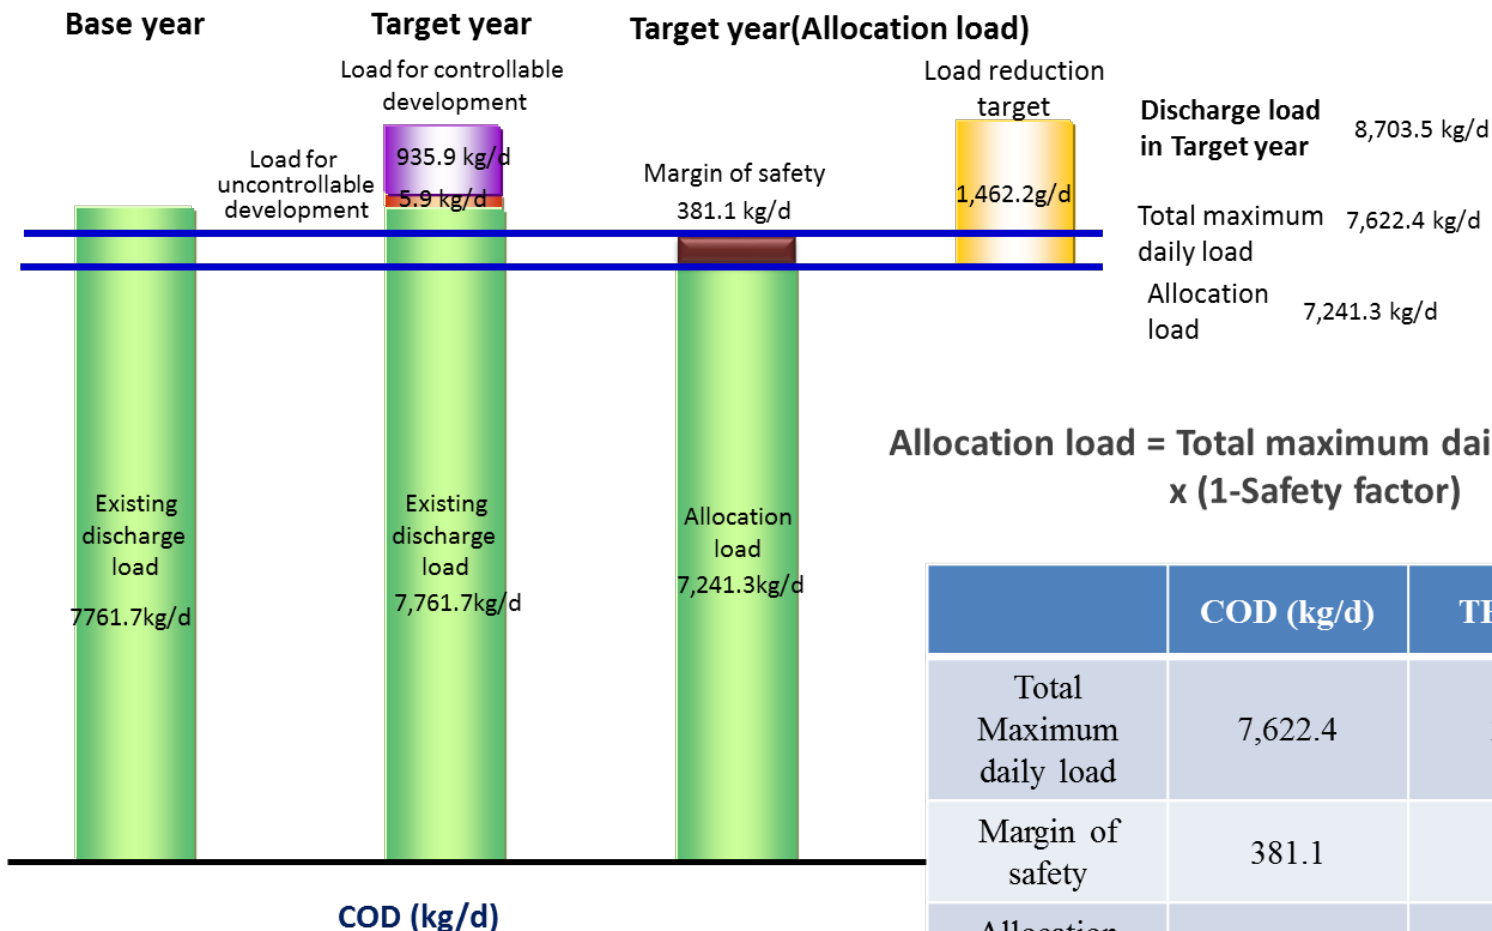 Base year
Target year
Target year(Allocation load)
Load for controllable
development
Load for
uncontrollable
development
935.9 kg/d
5.9 kg/d
Margin of safety
381.1 kg/d
Load reduction
target
1,462.2g/d
Discharge load
in Target year
8,703.5 kg/d
Total maximum
daily load
7,622.4 kg/d
Allocation
load
7,241.3 kg/d
Existing
discharge
load
7761.7kg/d
Existing
discharge
load
7,761.7kg/d
Allocation
load
7,241.3kg/d
Allocation load = Total maximum dai
x (1-Safety factor)
COD (kg/d)
Total
Maximum
daily load
7,622.4
Margin of
safety
381.1
Allocation
COD (kg/d)